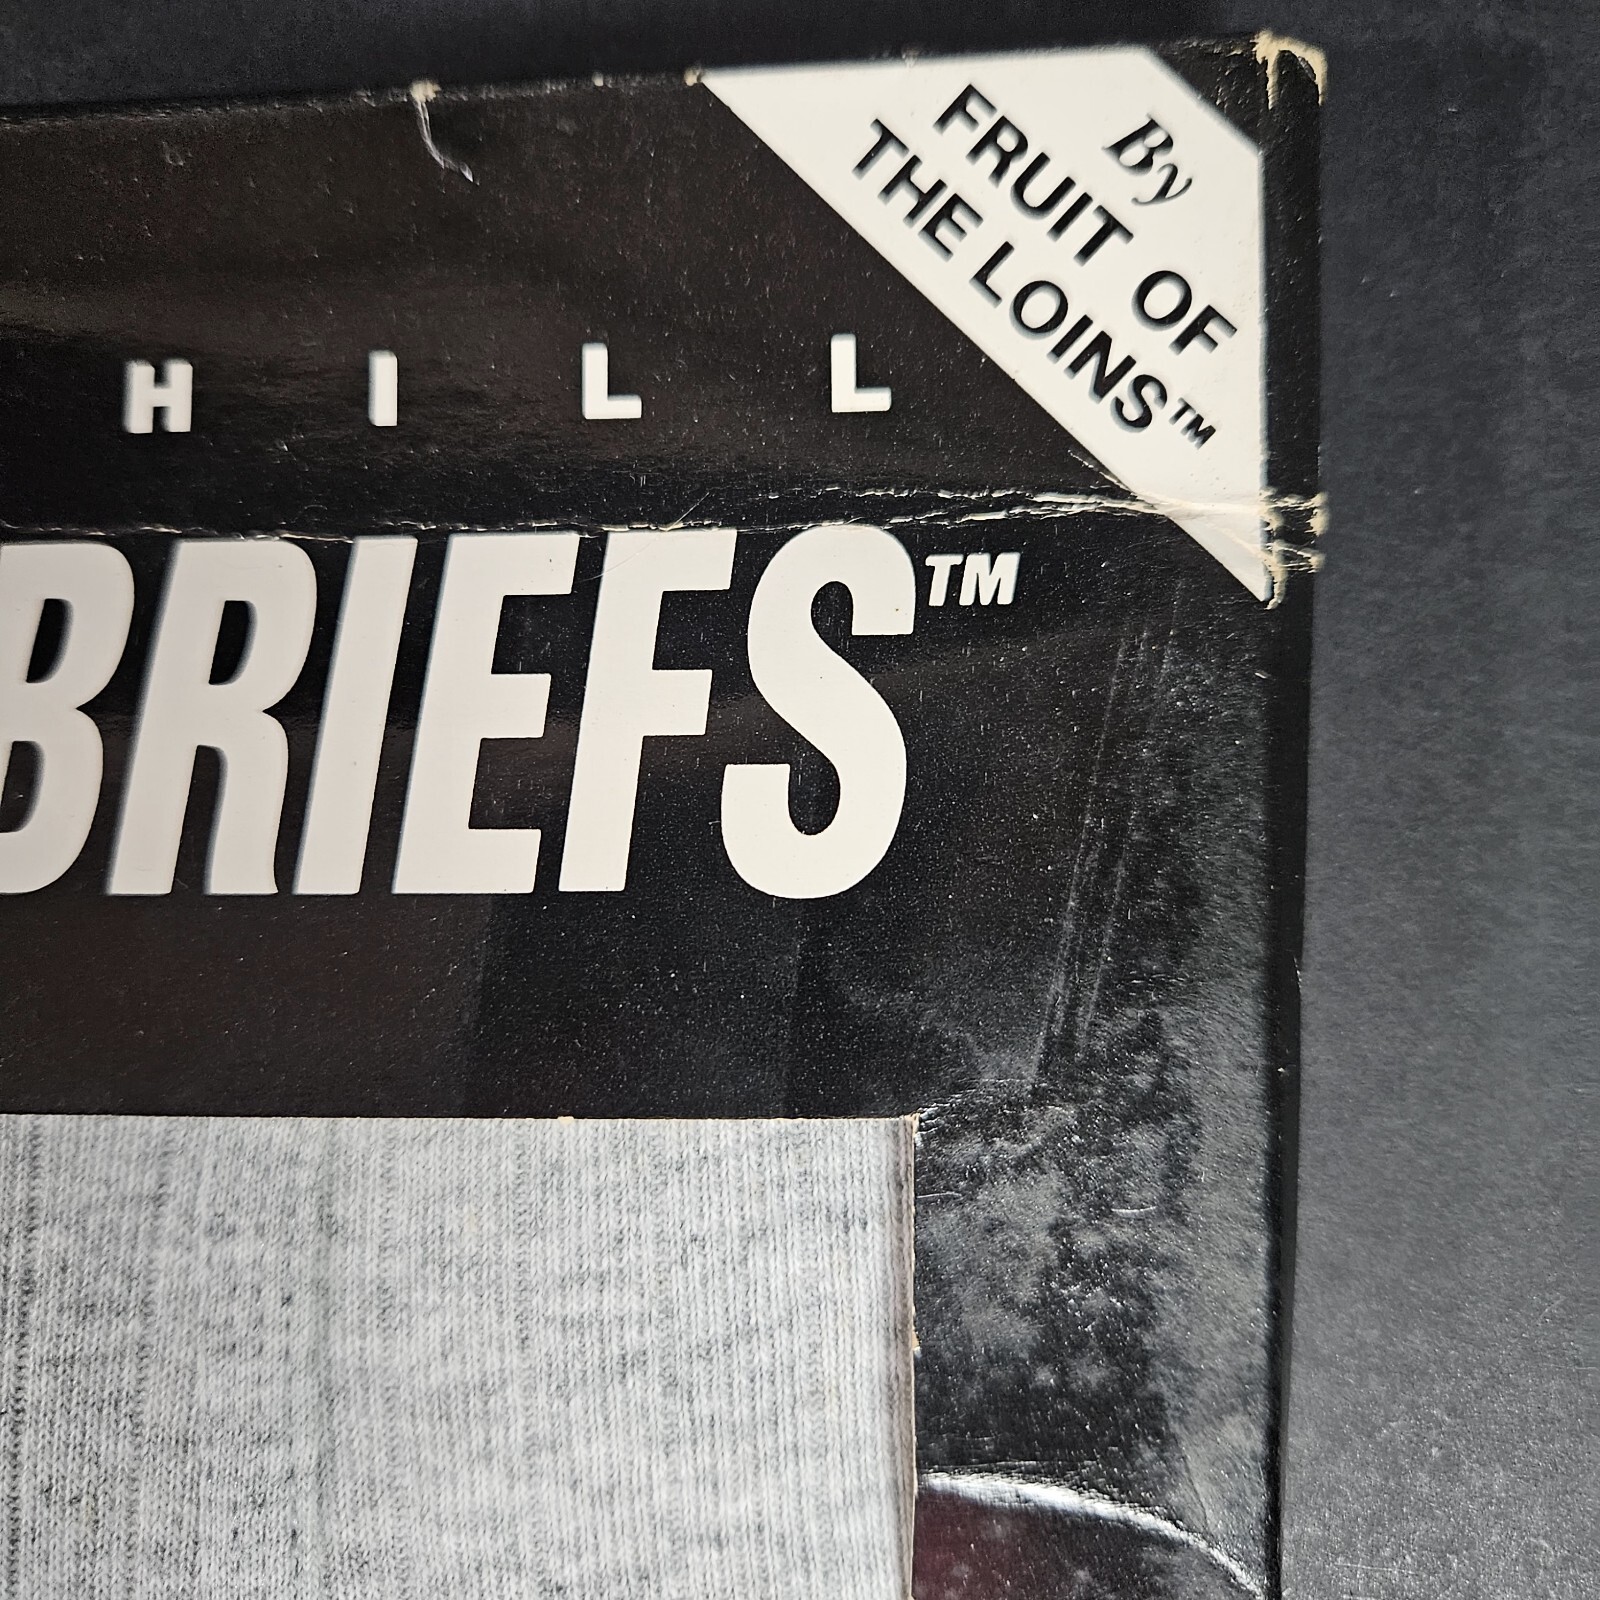 By
FRUIT OF
THE LOINS™
HILL
BRIEFS™